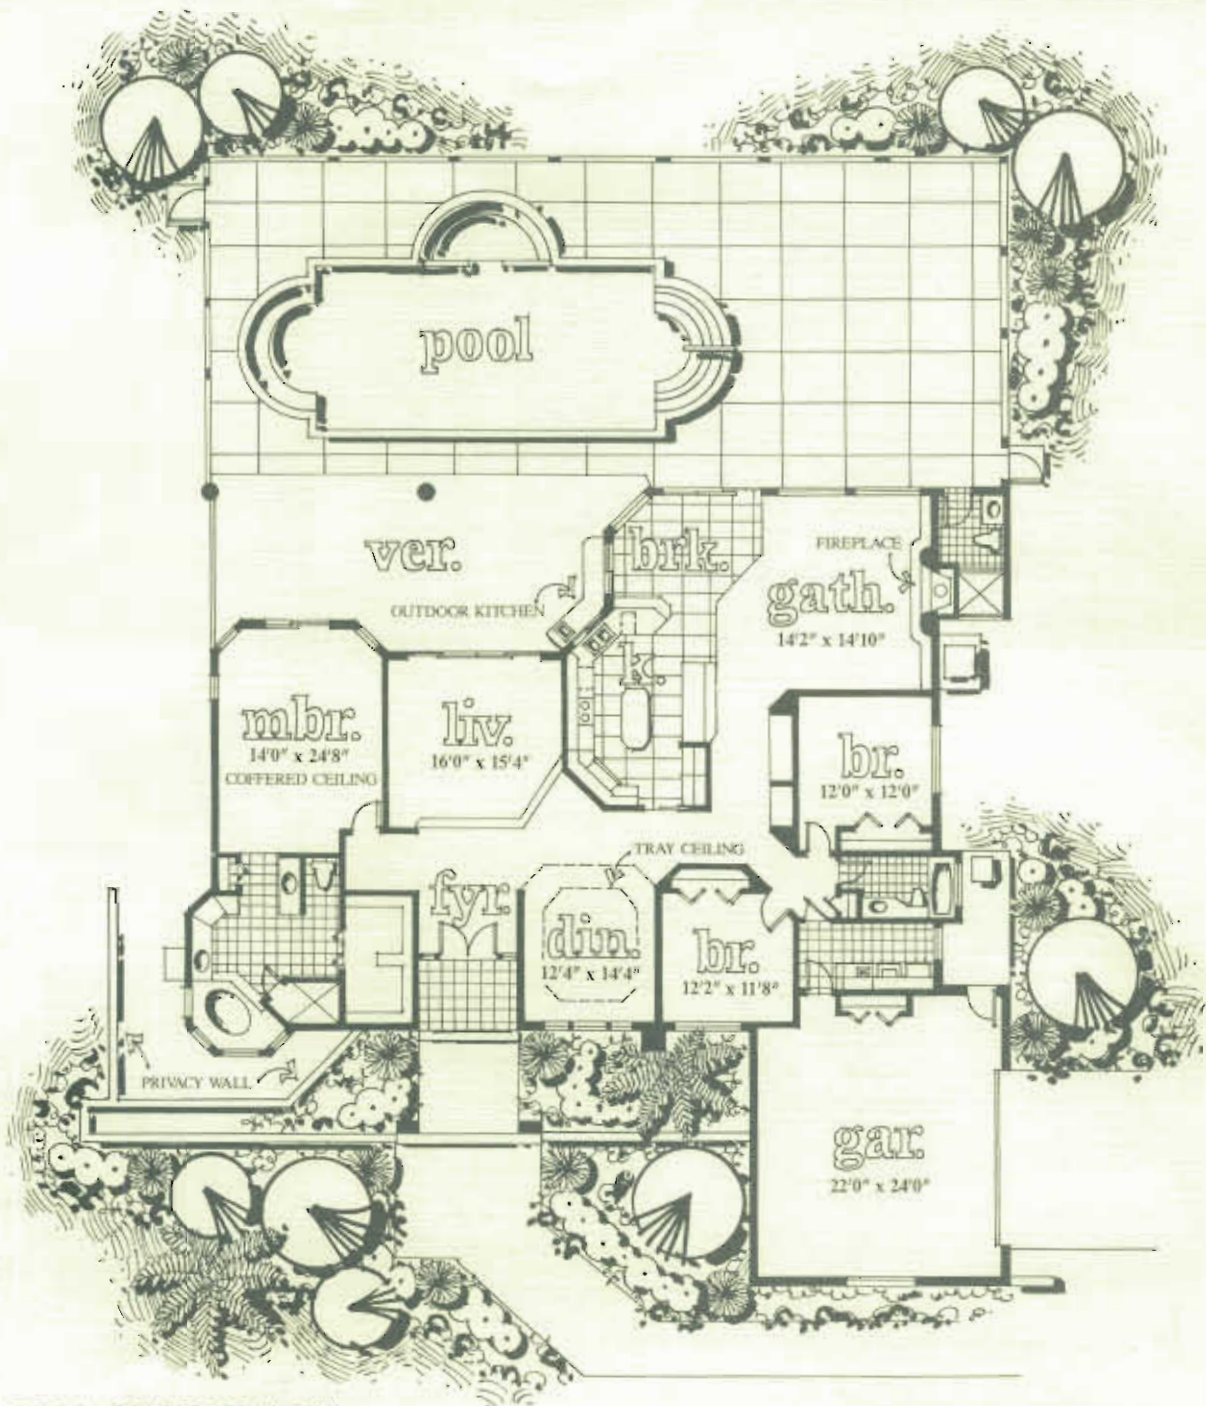 pool
ver.
brk.
FIREPLACE
gath.
14'2" x 14'10"
OUTDOOR KITCHEN
k.
mbr.
14'0" x 24'8"
COFFERED CEILING
liv.
16'0" x 15'4"
br.
12'0" x 12'0"
TRAY CEILING
fyr.
din.
12'4" x 14'4"
br.
12'2" x 11'8"
PRIVACY WALL
gar.
22'0" x 24'0"